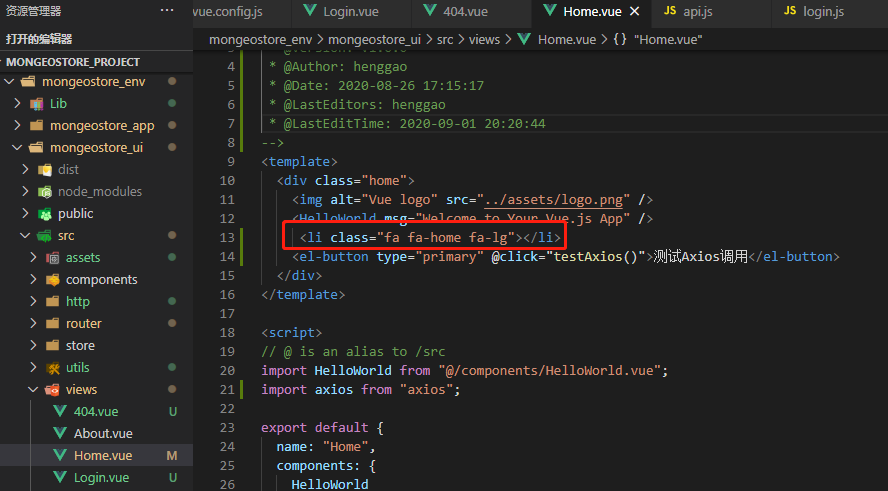 资源管理器 ···
vue.config.js Login.vue 404.vue Home.vue × JS api.js JS login.js
打开的编辑器
mongeostore_env > mongeostore_ui > src > views > Home.vue > {} "Home.vue"
MONGEOSTORE_PROJECT
mongeostore_env
Lib
mongeostore_app
mongeostore_ui
dist
node_modules
public
src
assets
components
http
router
store
utils
views
404.vue U
About.vue
Home.vue M
Login.vue U
4 * @Author: henggao
5 * @Date: 2020-08-26 17:15:17
6 * @LastEditors: henggao
7 * @LastEditTime: 2020-09-01 20:20:44
8 -->
9 <template>
10 <div class="home">
11 <img alt="Vue logo" src="../assets/logo.png" />
12 <HelloWorld msg="Welcome to Your Vue.js App" />
13 <li class="fa fa-home fa-lg"></li>
14 <el-button type="primary" @click="testAxios()">测试Axios调用</el-button>
15 </div>
16 </template>
17
18 <script>
19 // @ is an alias to /src
20 import HelloWorld from "@/components/HelloWorld.vue";
21 import axios from "axios";
22
23 export default {
24 name: "Home",
25 components: {
26 HelloWorld